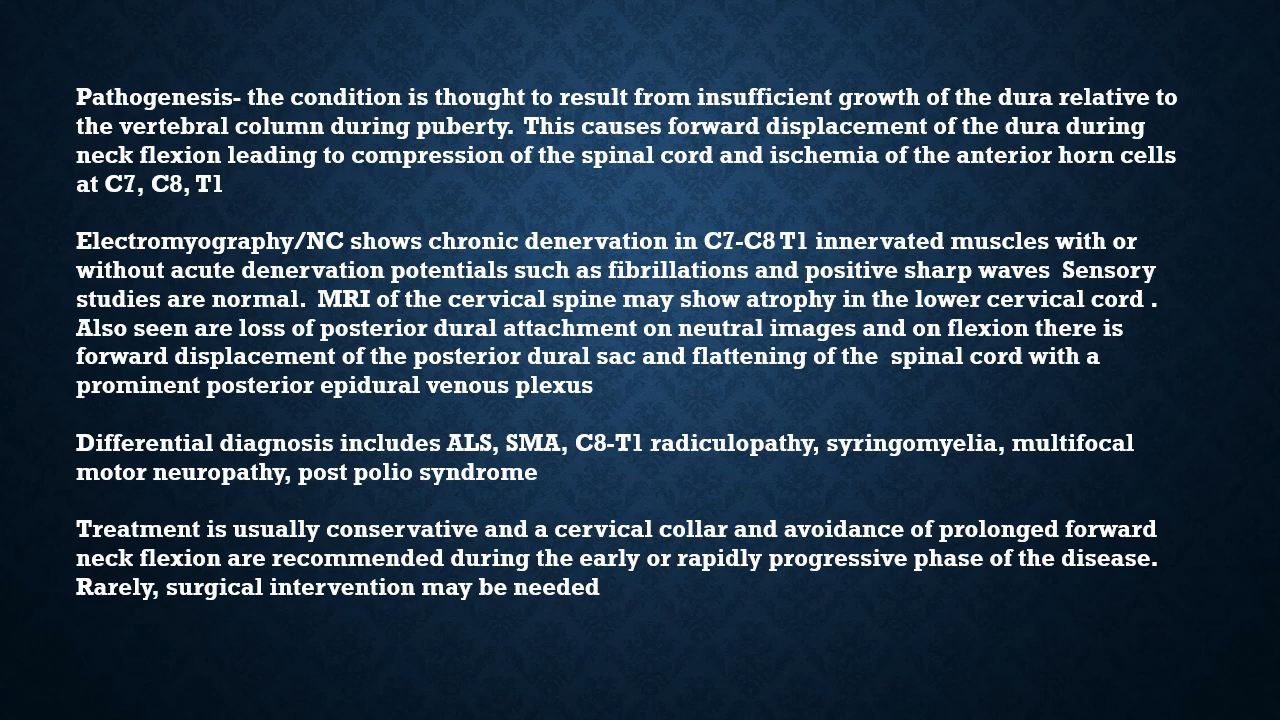 Pathogenesis- the condition is thought to result from insufficient growth of the dura relative to
the vertebral column during puberty.  This causes forward displacement of the dura during
neck flexion leading to compression of the spinal cord and ischemia of the anterior horn cells
at C7, C8, T1
Electromyography/NC shows chronic denervation in C7-C8 T1 innervated muscles with or
without acute denervation potentials such as fibrillations and positive sharp waves  Sensory
studies are normal.  MRI of the cervical spine may show atrophy in the lower cervical cord .
Also seen are loss of posterior dural attachment on neutral images and on flexion there is
forward displacement of the posterior dural sac and flattening of the  spinal cord with a
prominent posterior epidural venous plexus
Differential diagnosis includes ALS, SMA, C8-T1 radiculopathy, syringomyelia, multifocal
motor neuropathy, post polio syndrome
Treatment is usually conservative and a cervical collar and avoidance of prolonged forward
neck flexion are recommended during the early or rapidly progressive phase of the disease.
Rarely, surgical intervention may be needed